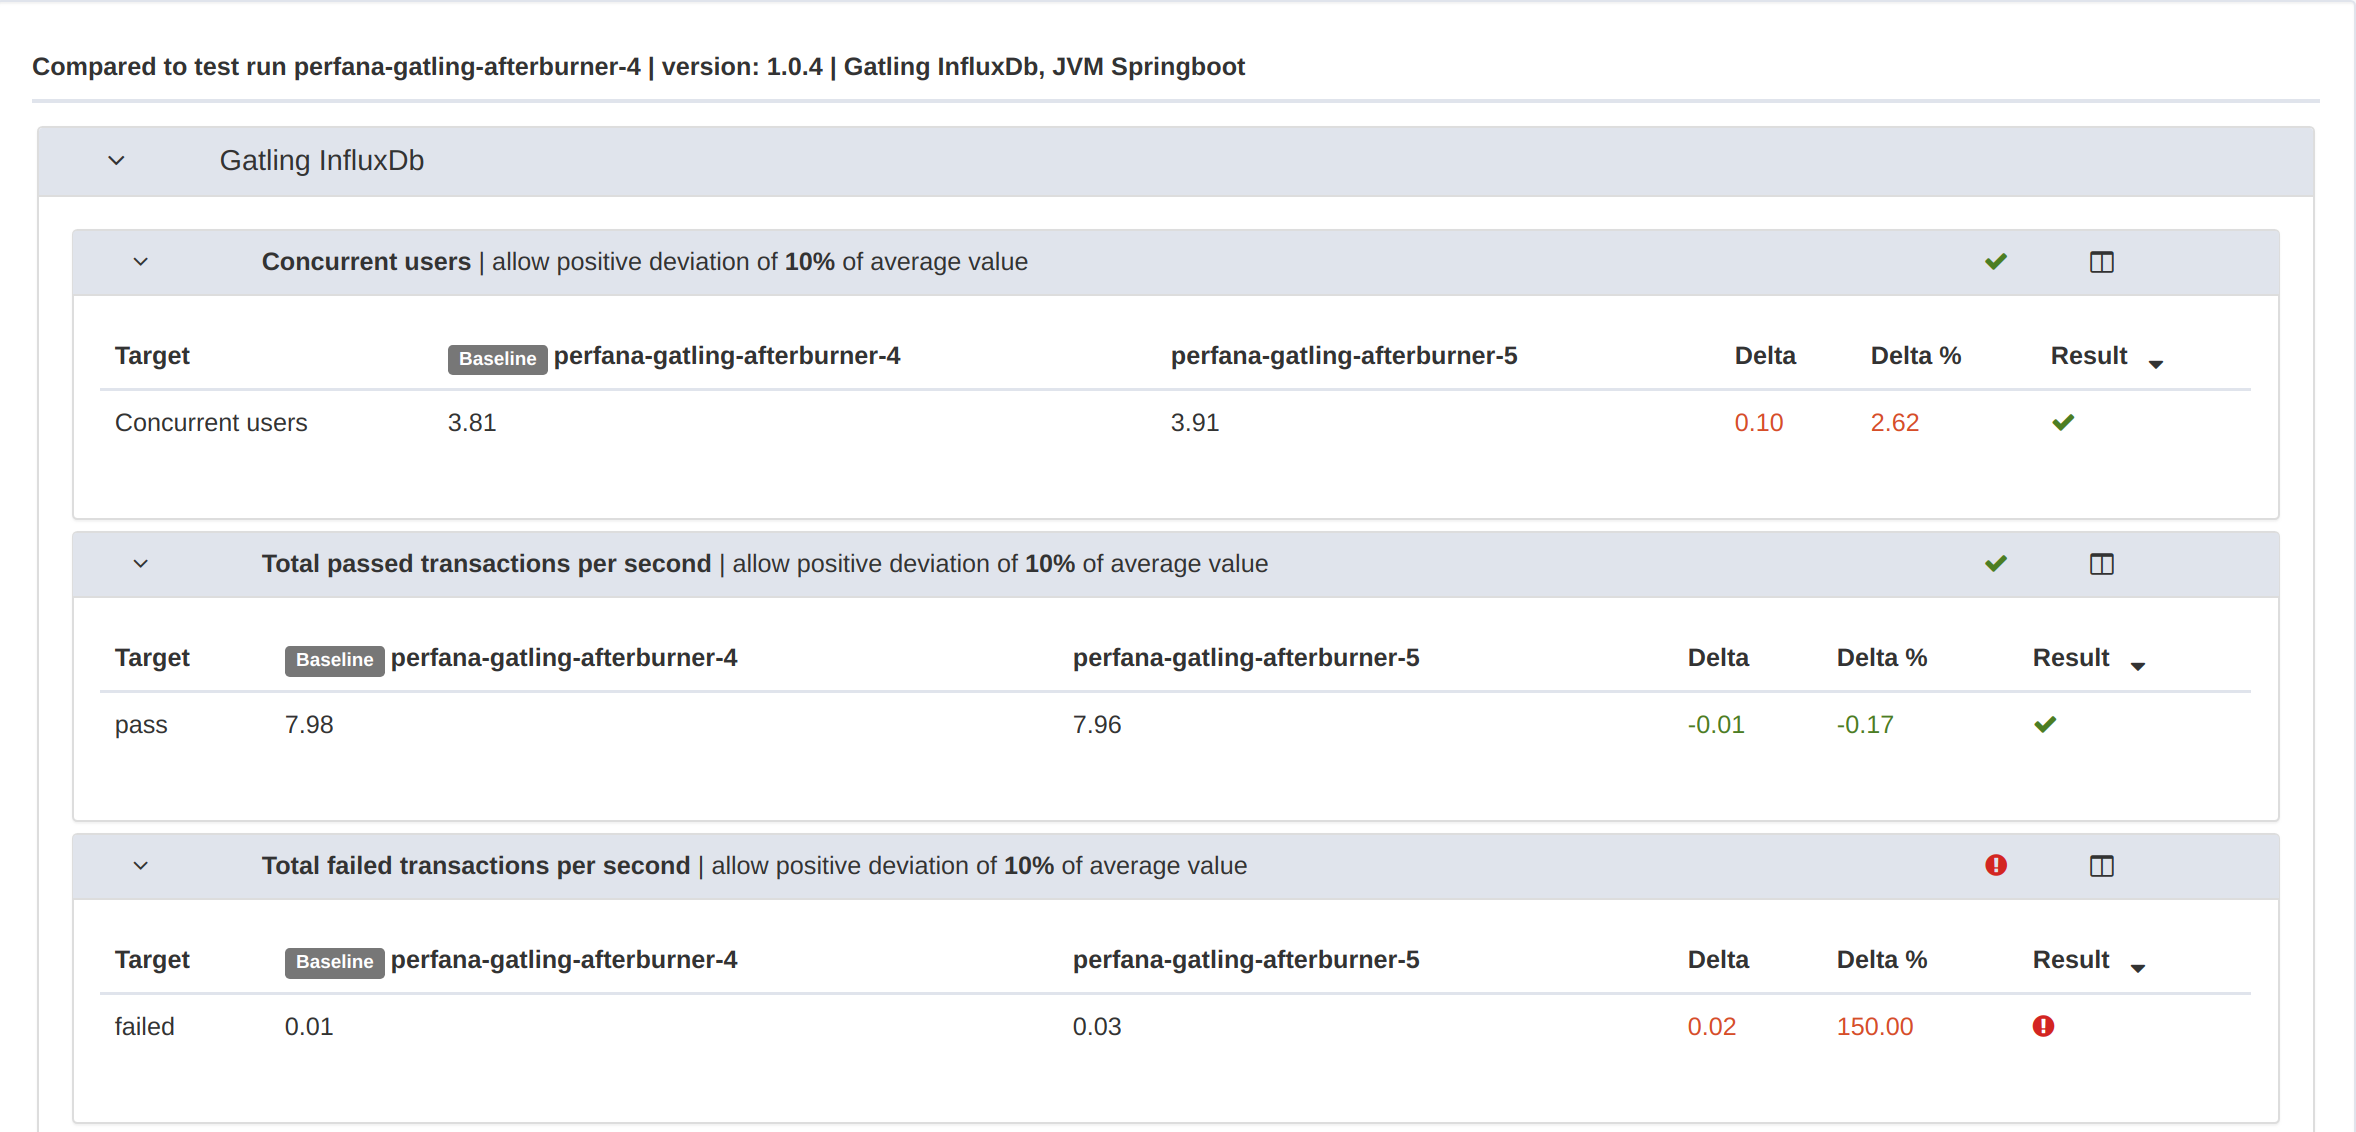 Compared to test run perfana-gatling-afterburner-4 | version: 1.0.4 | Gatling InfluxDb, JVM Springboot
Gatling InfluxDb
Concurrent users | allow positive deviation of 10% of average value
Target Baseline perfana-gatling-afterburner-4 perfana-gatling-afterburner-5 Delta Delta % Result
Concurrent users 3.81 3.91 0.10 2.62
Total passed transactions per second | allow positive deviation of 10% of average value
Target Baseline perfana-gatling-afterburner-4 perfana-gatling-afterburner-5 Delta Delta % Result
pass 7.98 7.96 -0.01 -0.17
Total failed transactions per second | allow positive deviation of 10% of average value
Target Baseline perfana-gatling-afterburner-4 perfana-gatling-afterburner-5 Delta Delta % Result
failed 0.01 0.03 0.02 150.00